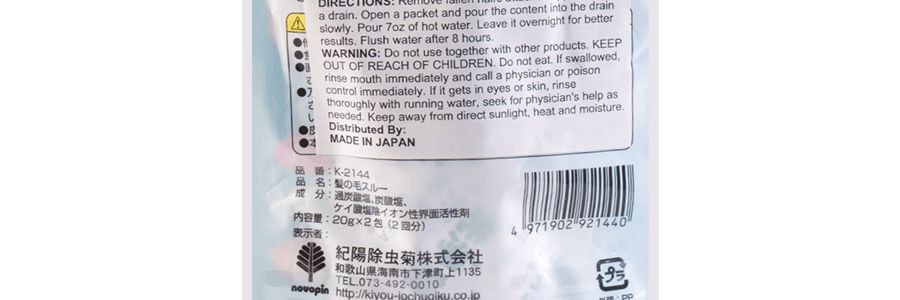 DIRECTIONS: Remove fallen hairs
a drain. Open a packet and pour the content into the drain
slowly. Pour 7oz of hot water. Leave it overnight for better
results. Flush water after 8 hours.
WARNING: Do not use together with other products. KEEP
OUT OF REACH OF CHILDREN. Do not eat. If swallowed,
rinse mouth immediately and call a physician or poison
control immediately. If it gets in eyes or skin, rinse
thoroughly with running water, seek for physician's help as
needed. Keep away from direct sunlight, heat and moisture.
Distributed By:
MADE IN JAPAN
品 番：K-2144
品 名：髪の毛スルー
成 分：過炭酸塩、炭酸塩、
ケイ酸塩陰イオン性界面活性剤
内容量：20g×2包（2回分）
表示者：
4 971902 921440
紀陽除虫菊株式会社
和歌山県海南市下津町上1135
TEL.073-492-0010
http://kiyou-jochugiku.co.jp
novopin
プラ
PP